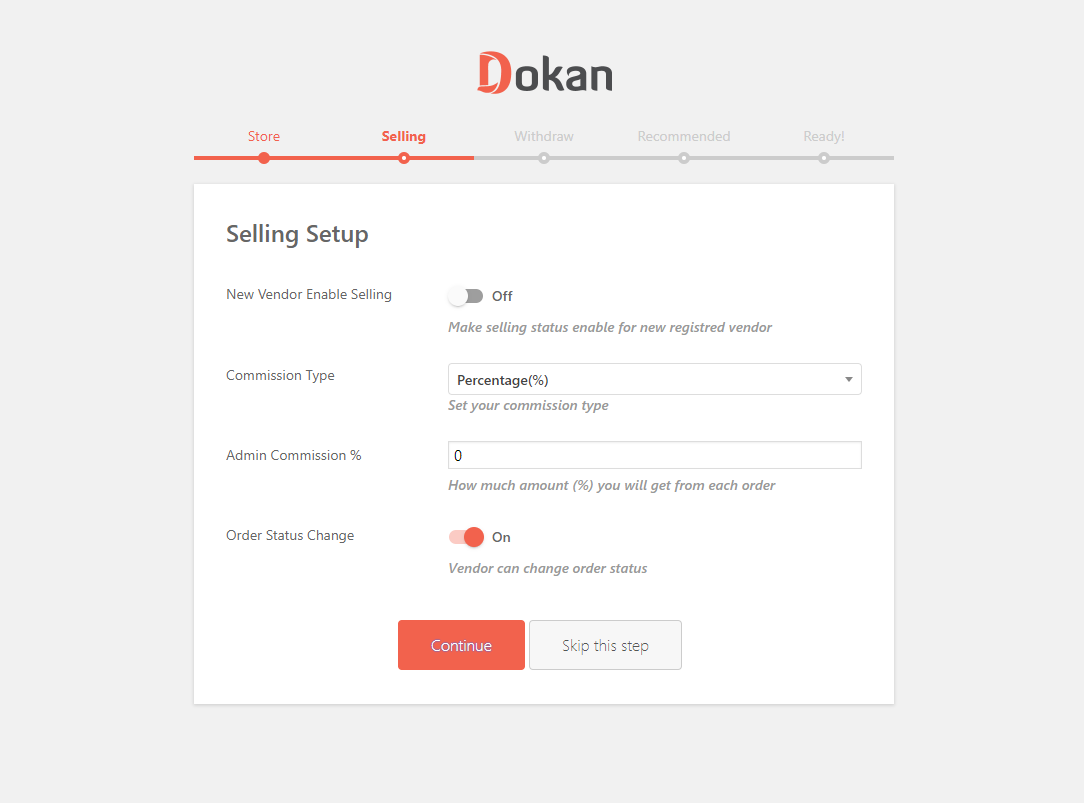 Dokan
Store Selling Withdraw Recommended Ready!
Selling Setup
New Vendor Enable Selling Off
Make selling status enable for new registred vendor
Commission Type Percentage(%)
Set your commission type
Admin Commission % 0
How much amount (%) you will get from each order
Order Status Change On
Vendor can change order status
Continue Skip this step